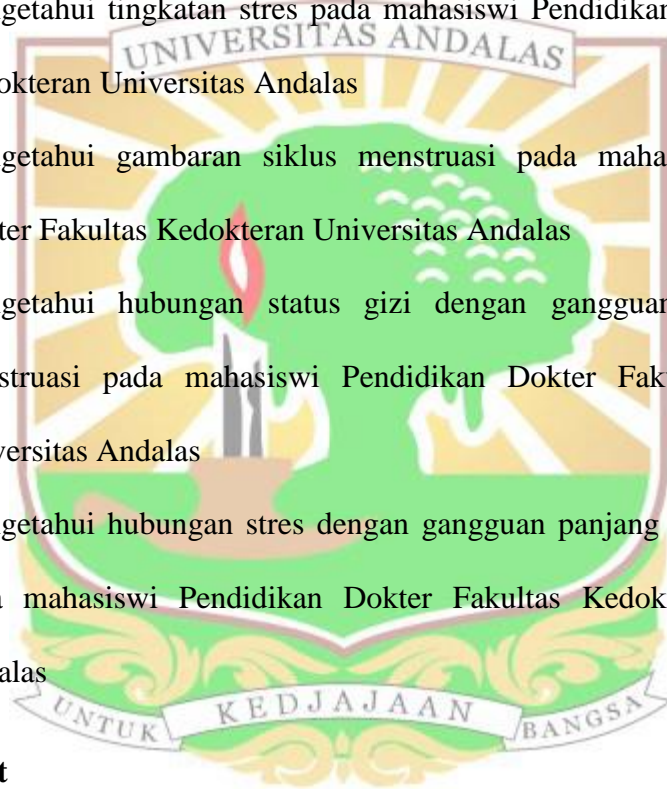 getahui tingkatan stres pada mahasiswi Pendidikan
UNIVERSITAS ANDALAS
okteran Universitas Andalas
getahui gambaran siklus menstruasi pada maha
ter Fakultas Kedokteran Universitas Andalas
getahui hubungan status gizi dengan gangguan
struasi pada mahasiswi Pendidikan Dokter Fak
versitas Andalas
getahui hubungan stres dengan gangguan panjang
mahasiswi Pendidikan Dokter Fakultas Kedok
alas
UNTUK KEDJAJAAN BANGSA
t